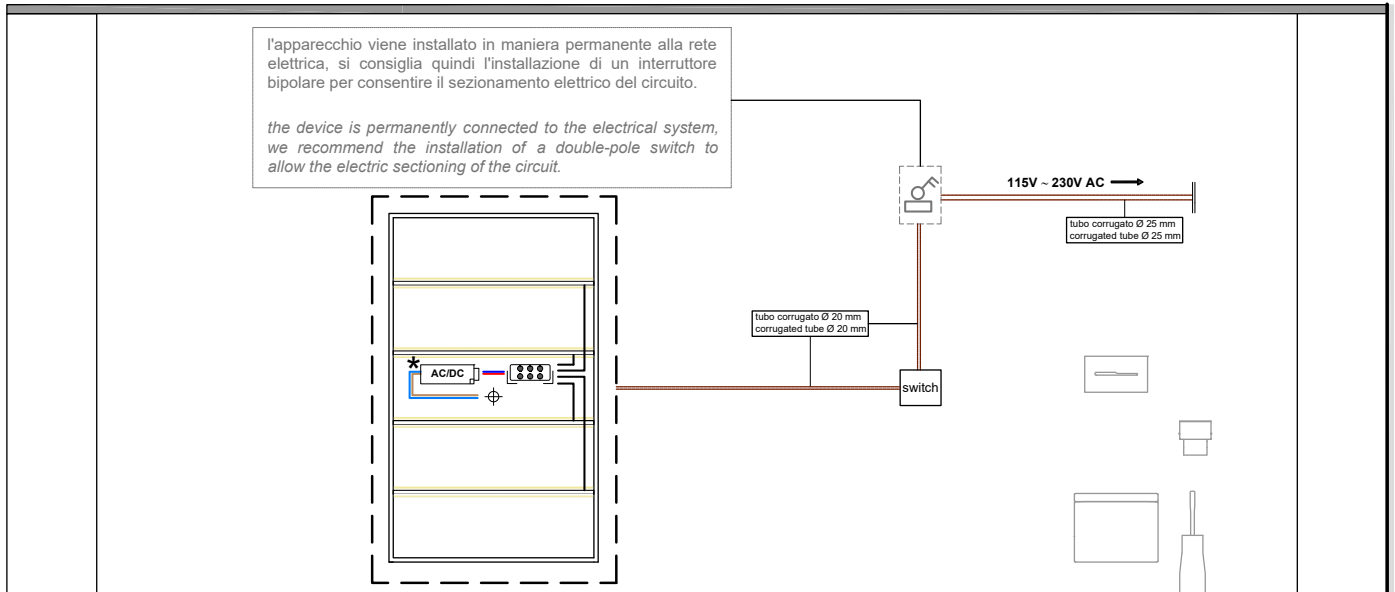 l'apparecchio viene installato in maniera permanente alla rete
elettrica, si consiglia quindi l'installazione di un interruttore
bipolare per consentire il sezionamento elettrico del circuito.
the device is permanently connected to the electrical system,
we recommend the installation of a double-pole switch to
allow the electric sectioning of the circuit.
115V ~ 230V AC
tubo corrugato Ø 25 mm
corrugated tube Ø 25 mm
tubo corrugato Ø 20 mm
corrugated tube Ø 20 mm
* AC/DC
switch